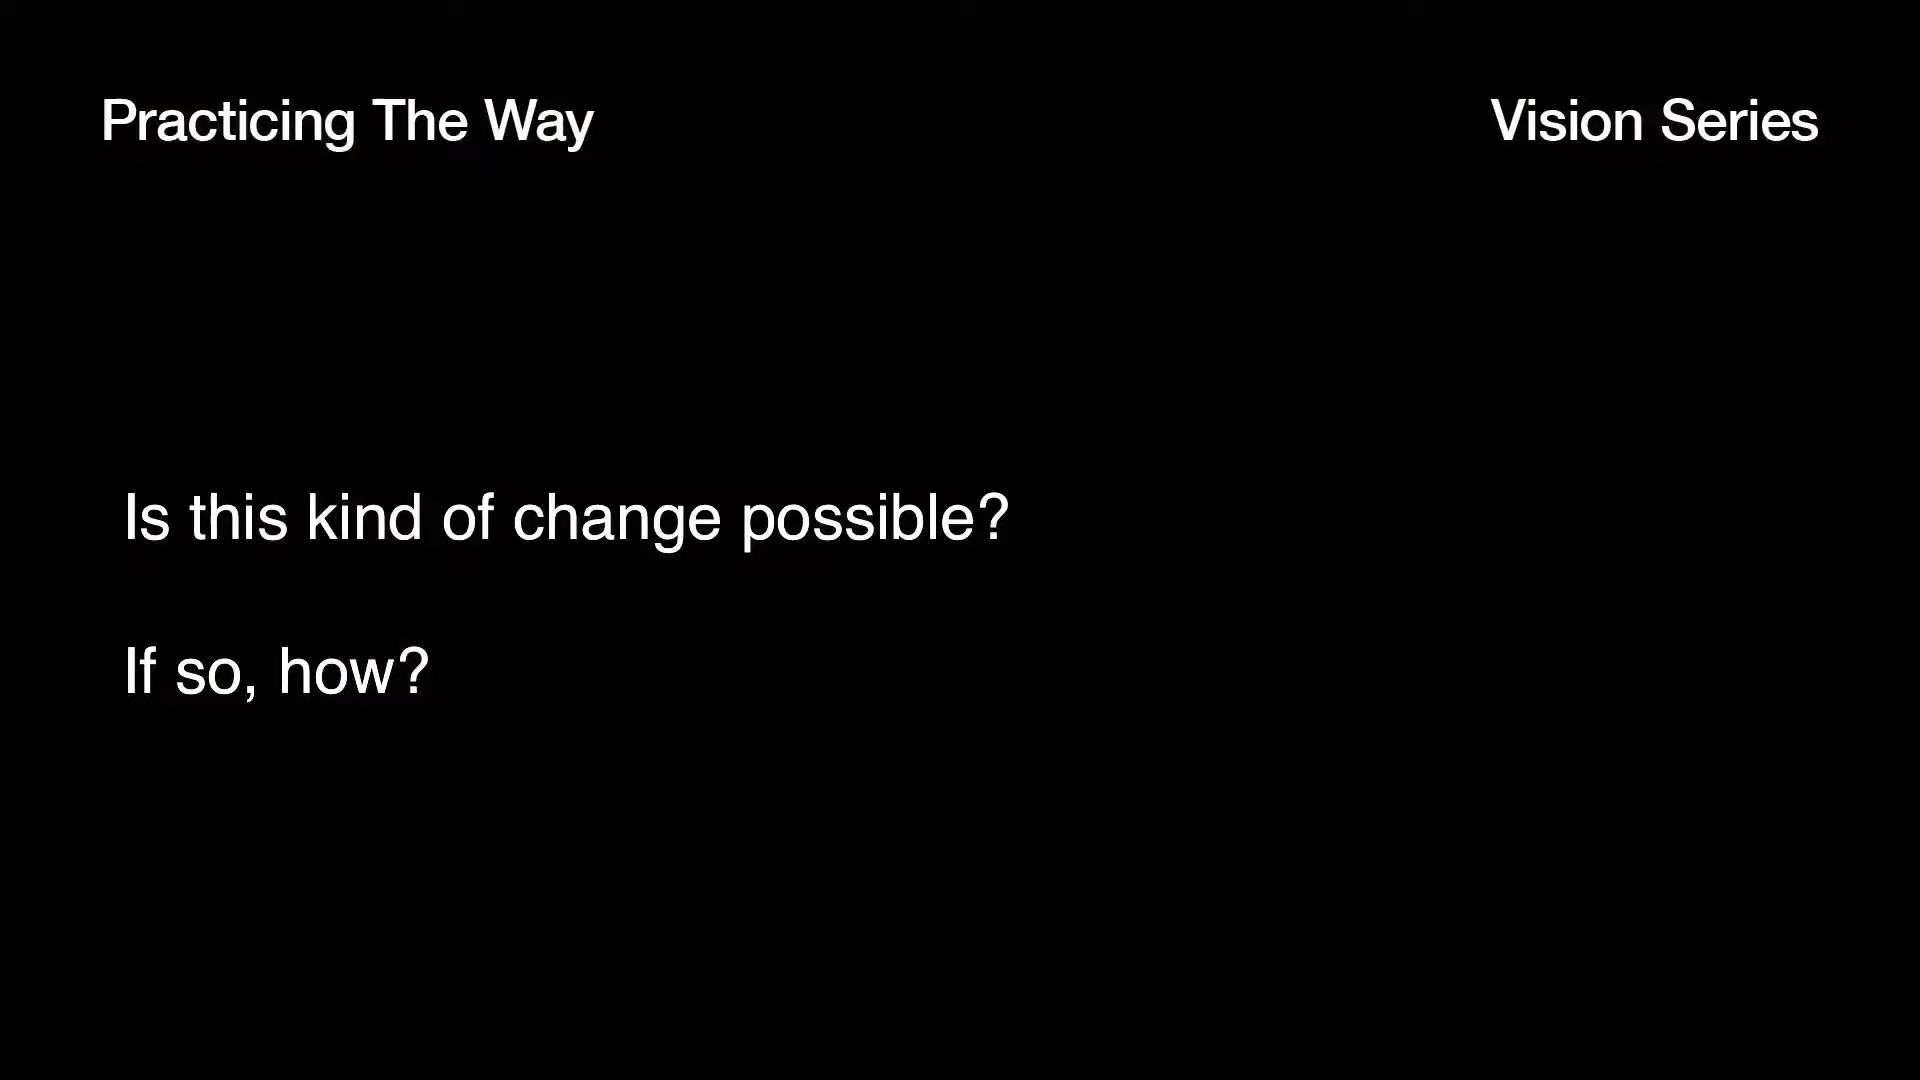 Practicing The Way
Vision Series
Is this kind of change possible?
If so, how?